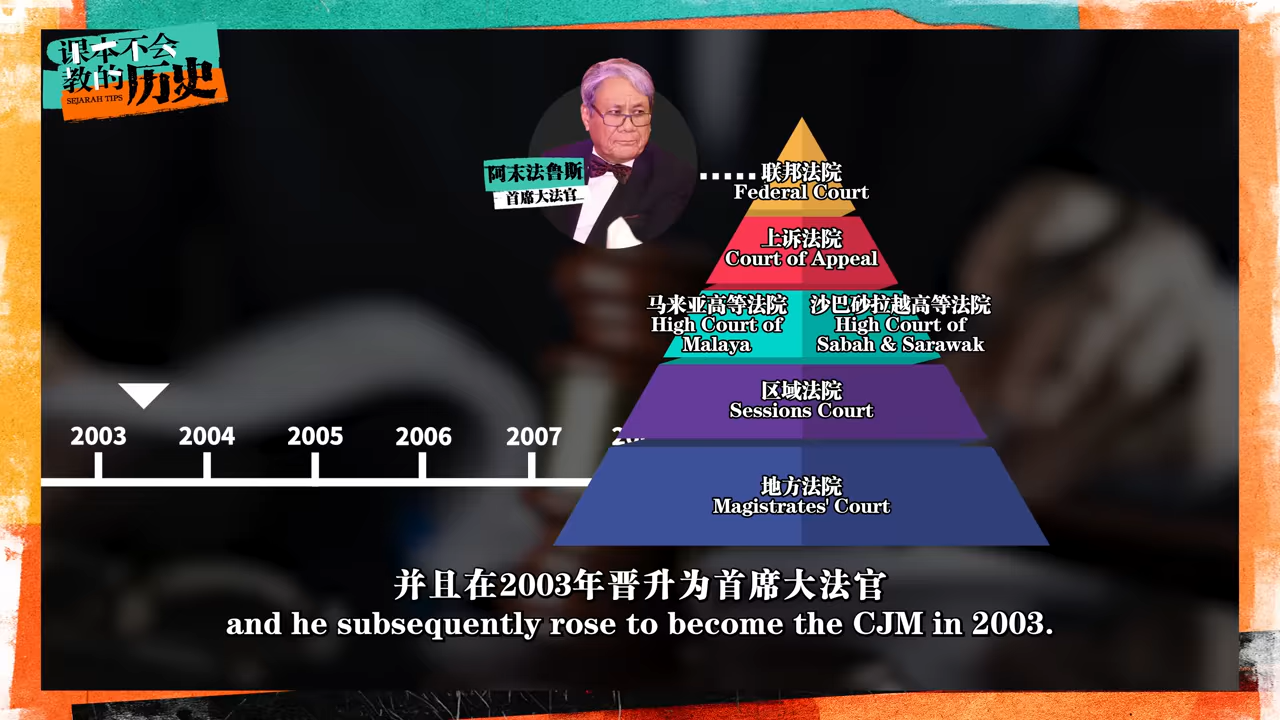 课本不会
教的历史
SEJARAH TIPS
阿末法鲁斯
首席大法官
联邦法院
Federal Court
上诉法院
Court of Appeal
马来亚高等法院
High Court of
Malaya
沙巴砂拉越高等法院
High Court of
Sabah & Sarawak
区域法院
Sessions Court
地方法院
Magistrates' Court
2003
2004
2005
2006
2007
并且在2003年晋升为首席大法官
and he subsequently rose to become the CJM in 2003.